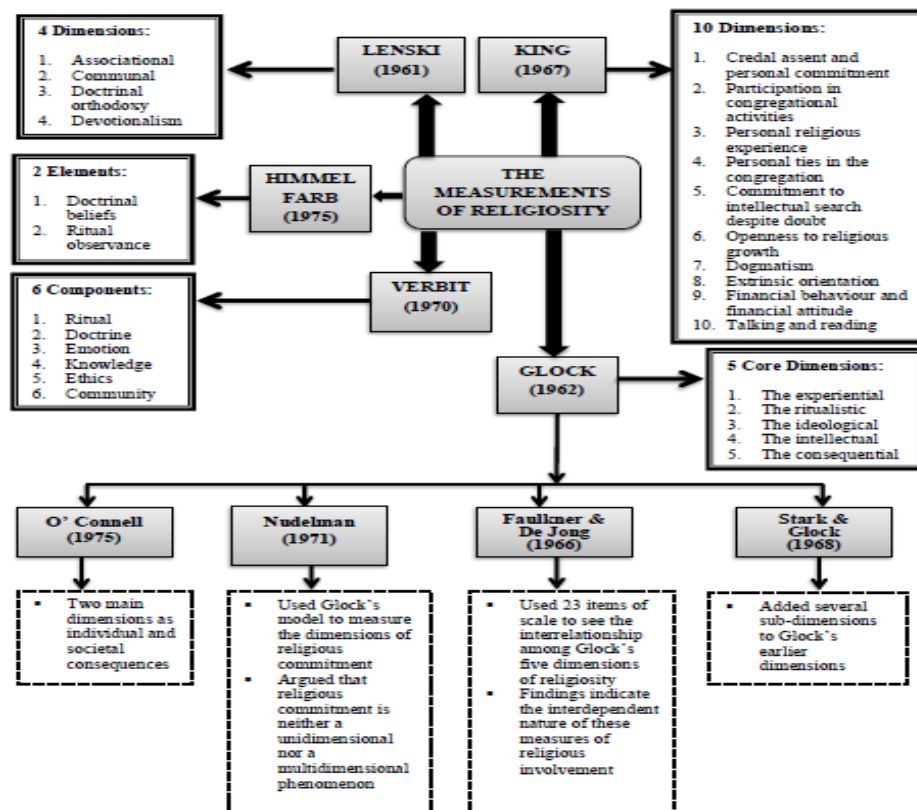 4 Dimensions:
1. Associational
2. Communal
3. Doctrinal
orthodoxy
4. Devotionalism
LENSKI
(1961)
KING
(1967)
10 Dimensions:
1. Credal assent and
personal commitment
2. Participation in
congregational
activities
3. Personal religious
experience
4. Personal ties in the
congregation
5. Commitment to
intellectual search
despite doubt
6. Openness to religious
growth
7. Dogmatism
8. Extrinsic orientation
9. Financial behaviour and
financial attitude
10. Talking and reading
2 Elements:
1. Doctrinal
beliefs
2. Ritual
observance
HIMMEL
FARB
(1975)
THE
MEASUREMENTS
OF RELIGIOSITY
6 Components:
1. Ritual
2. Doctrine
3. Emotion
4. Knowledge
5. Ethics
6. Community
VERBIT
(1970)
GLOCK
(1962)
5 Core Dimensions:
1. The experiential
2. The ritualistic
3. The ideological
4. The intellectual
5. The consequential
O' Connell
(1975)
Nudelman
(1971)
Faulkner &
De Jong
(1966)
Stark &
Glock
(1968)
▪ Two main
dimensions as
individual and
societal
consequences
▪ Used Glock's
model to measure
the dimensions of
religious
commitment
▪ Argued that
religious
commitment is
neither a
unidimensional
nor a
multidimensional
phenomenon
▪ Used 23 items of
scale to see the
interrelationship
among Glock's
five dimensions
of religiosity
▪ Findings indicate
the interdependent
nature of these
measures of
religious
involvement
▪ Added several
sub-dimensions
to Glock's
earlier
dimensions